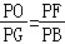 PO/PG = PF/PB